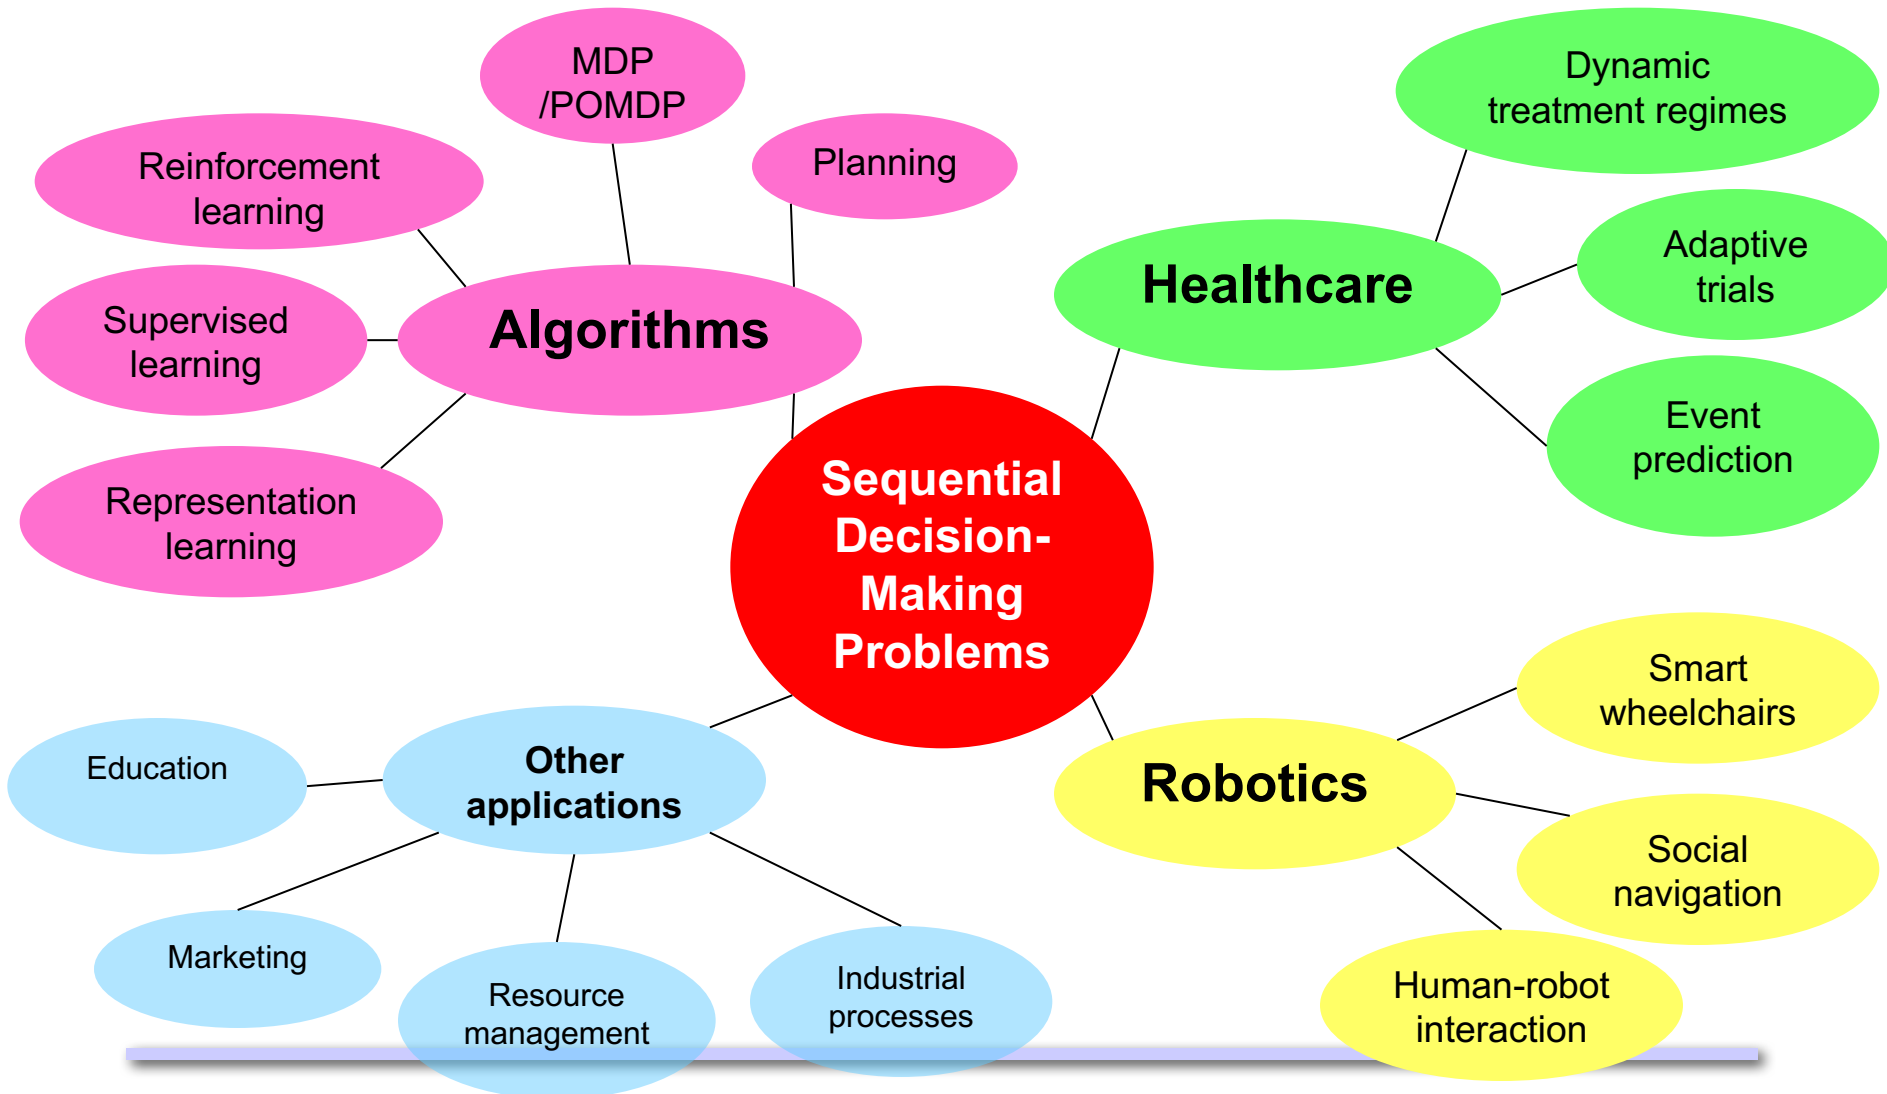 MDP
/POMDP
Planning
Reinforcement
learning
Supervised
learning
Algorithms
Representation
learning
Dynamic
treatment regimes
Healthcare
Adaptive
trials
Event
prediction
Sequential
Decision-
Making
Problems
Other
applications
Education
Marketing
Resource
management
Industrial
processes
Robotics
Smart
wheelchairs
Social
navigation
Human-robot
interaction